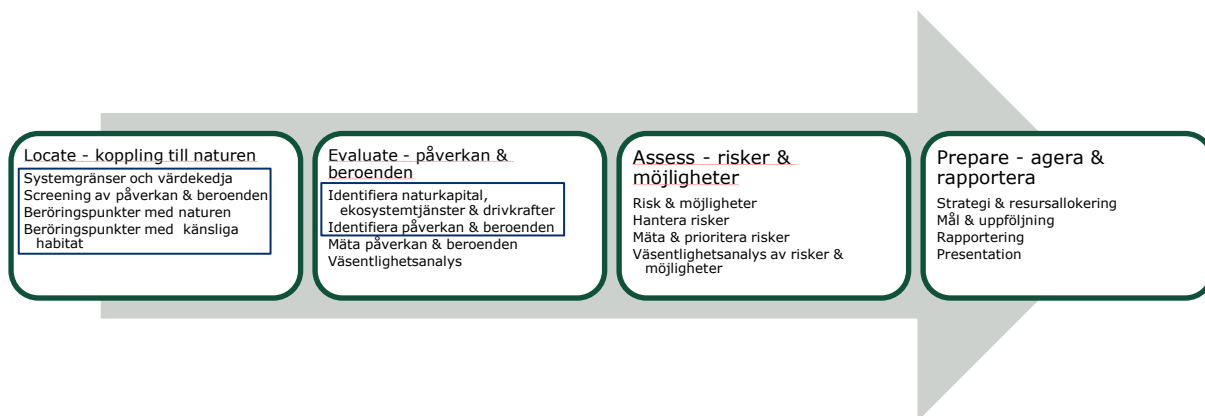 Locate - koppling till naturen
Systemgränser och värdekedja
Screening av påverkan & beroenden
Beröringspunkter med naturen
Beröringspunkter med känsliga
habitat
Evaluate - påverkan &
beroenden
Identifiera naturkapital,
ekosystemtjänster & drivkrafter
Identifiera påverkan & beroenden
Mäta påverkan & beroenden
Väsentlighetsanalys
Assess - risker &
möjligheter
Risk & möjligheter
Hantera risker
Mäta & prioritera risker
Väsentlighetsanalys av risker &
möjligheter
Prepare - agera &
rapportera
Strategi & resursallokering
Mål & uppföljning
Rapportering
Presentation